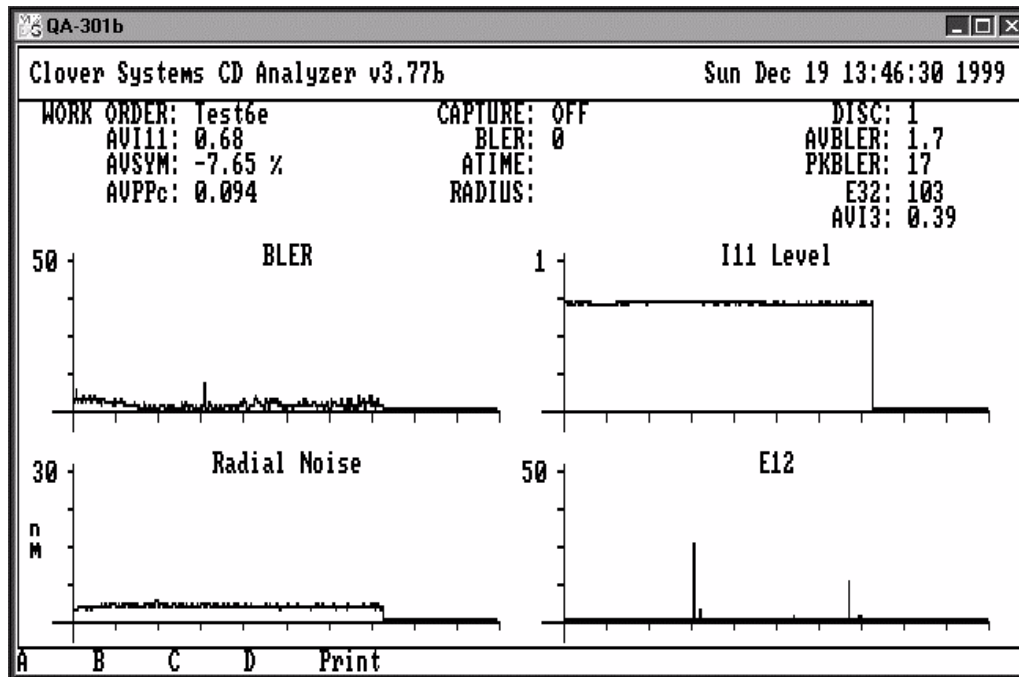 QA-301b
Clover Systems CD Analyzer v3.77b Sun Dec 19 13:46:30 1999
WORK ORDER: Test6e CAPTURE: OFF DISC: 1
AVI11: 0.68 BLER: 0 AVBLER: 1.7
AVSYM: -7.65 % ATIME: PKBLER: 17
AVPPc: 0.094 RADIUS: E32: 103
AVI3: 0.39
50 BLER 1 I11 Level
30 Radial Noise 50 E12
nM
A B C D Print